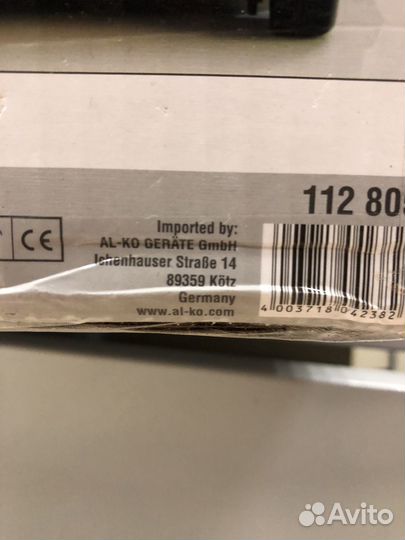 112 80
CE
Imported by:
AL-KO GERÄTE GmbH
Ichenhauser Straße 14
89359 Kötz
Germany
www.al-ko.com
4 003718 042382
Avito